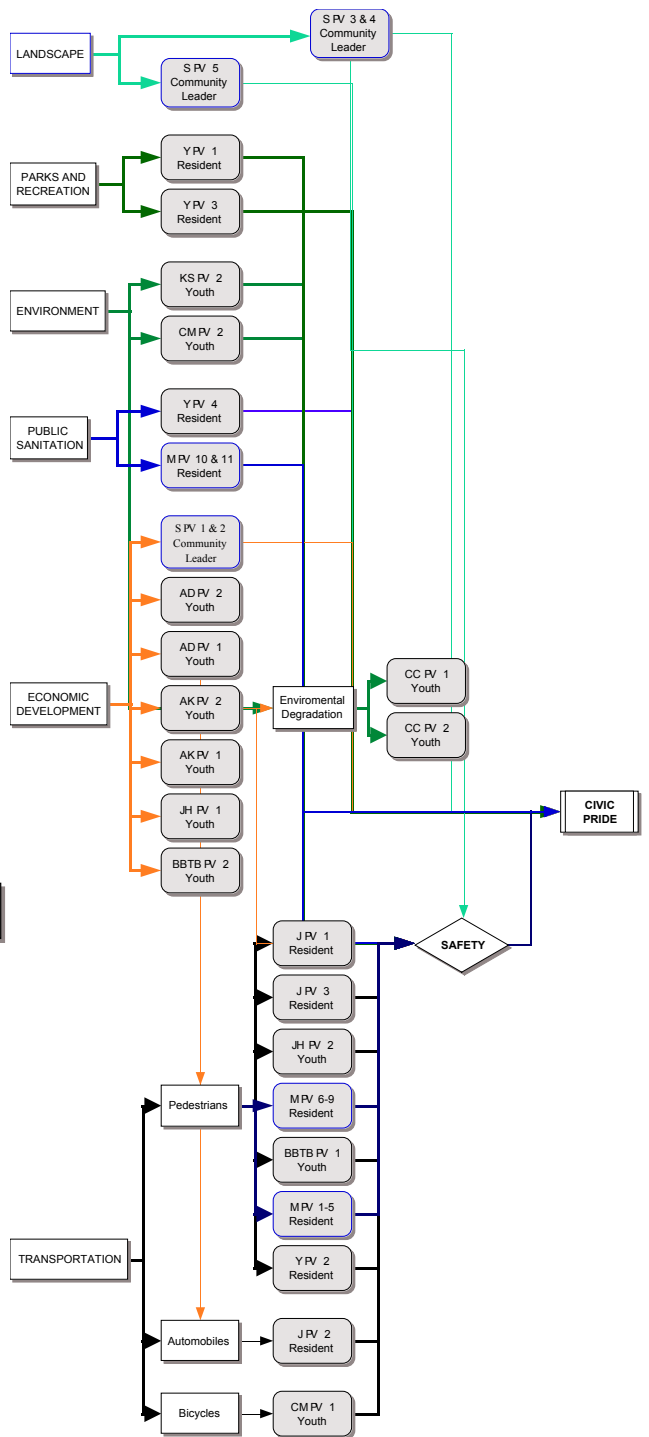 S PV 3 & 4
Community
Leader
LANDSCAPE
S PV 5
Community
Leader
Y PV 1
Resident
PARKS AND
RECREATION
Y PV 3
Resident
KS PV 2
Youth
ENVIRONMENT
CM PV 2
Youth
Y PV 4
Resident
PUBLIC
SANITATION
M PV 10 & 11
Resident
S PV 1 & 2
Community
Leader
AD PV 2
Youth
AD PV 1
Youth
ECONOMIC
DEVELOPMENT
AK PV 2
Youth
Enviromental
Degradation
CC PV 1
Youth
CC PV 2
Youth
AK PV 1
Youth
JH PV 1
Youth
CIVIC
PRIDE
BBTB PV 2
Youth
J PV 1
Resident
SAFETY
J PV 3
Resident
JH PV 2
Youth
Pedestrians
M PV 6-9
Resident
BBTB PV 1
Youth
M PV 1-5
Resident
TRANSPORTATION
Y PV 2
Resident
Automobiles
J PV 2
Resident
Bicycles
CM PV 1
Youth